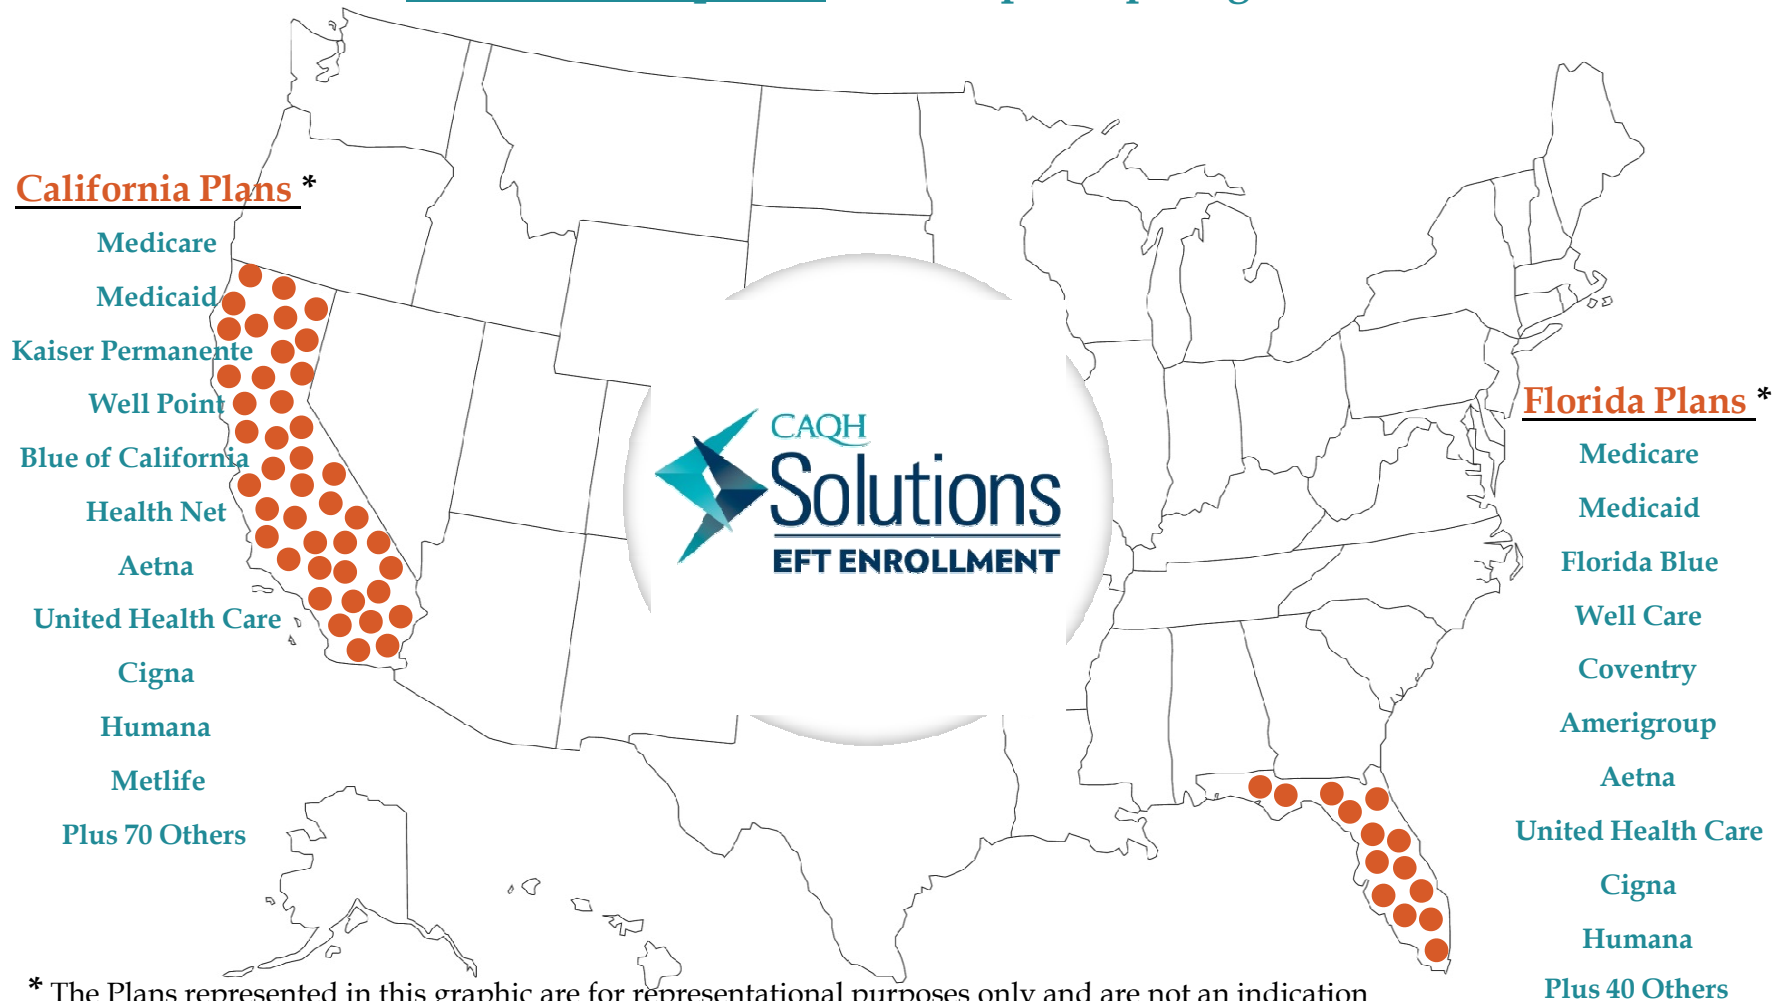 California Plans *
Medicare
Medicaid
Kaiser Permanente
Well Point
Blue of California
Health Net
Aetna
United Health Care
Cigna
Humana
Metlife
Plus 70 Others
CAQH
Solutions
EFT ENROLLMENT
Florida Plans *
Medicare
Medicaid
Florida Blue
Well Care
Coventry
Amerigroup
Aetna
United Health Care
Cigna
Humana
Plus 40 Others
* The Plans represented in this graphic are for representational purposes only and are not an indication